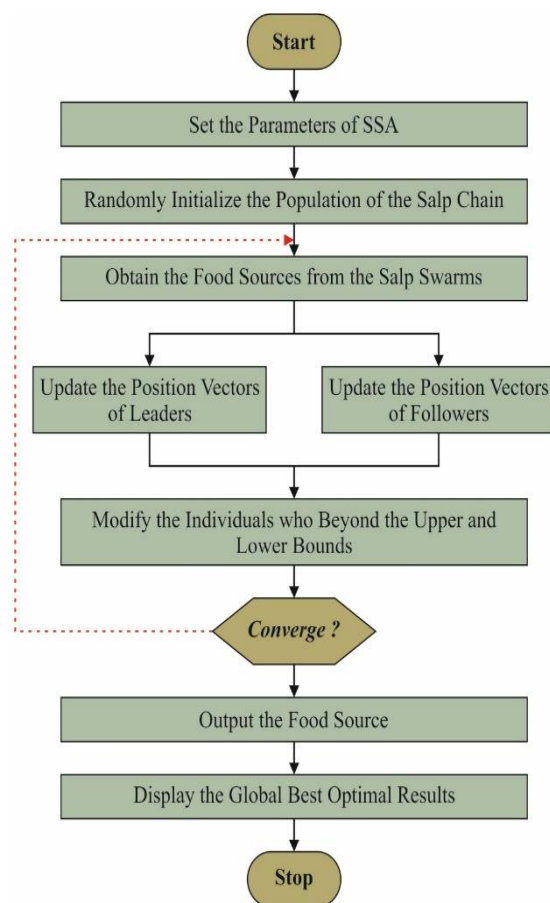 Start
Set the Parameters of SSA
Randomly Initialize the Population of the Salp Chain
Obtain the Food Sources from the Salp Swarms
Update the Position Vectors
of Leaders
Update the Position Vectors
of Followers
Modify the Individuals who Beyond the Upper and
Lower Bounds
Converge ?
Output the Food Source
Display the Global Best Optimal Results
Stop